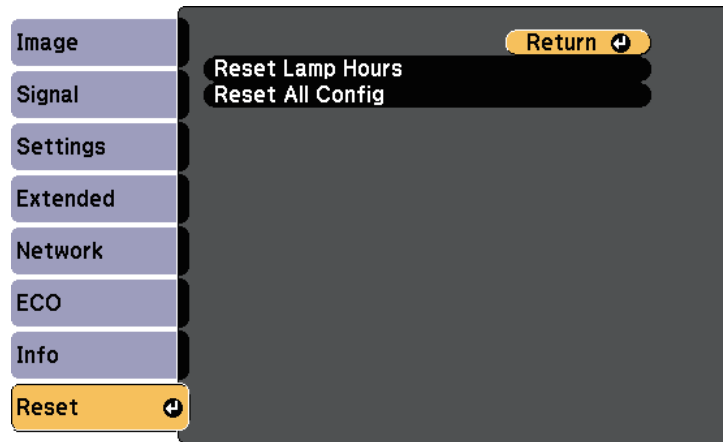 Image
Signal
Settings
Extended
Network
ECO
Info
Reset
Return
Reset Lamp Hours
Reset All Config